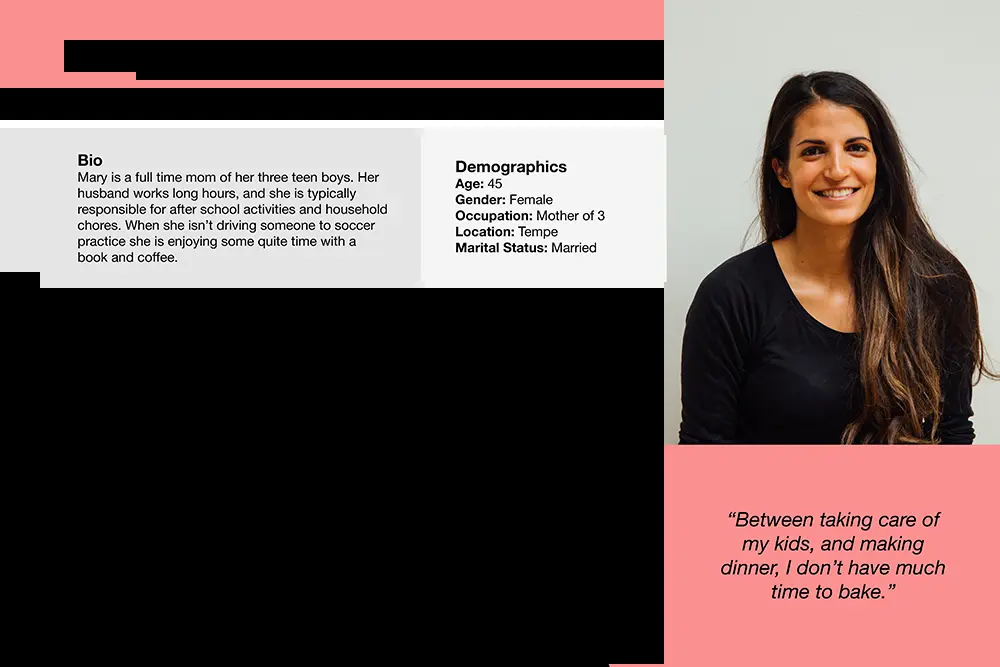 Bio
Mary is a full time mom of her three teen boys. Her
husband works long hours, and she is typically
responsible for after school activities and household
chores. When she isn’t driving someone to soccer
practice she is enjoying some quite time with a
book and coffee.
Demographics
Age: 45
Gender: Female
Occupation: Mother of 3
Location: Tempe
Marital Status: Married
“Between taking care of
my kids, and making
dinner, I don’t have much
time to bake.”